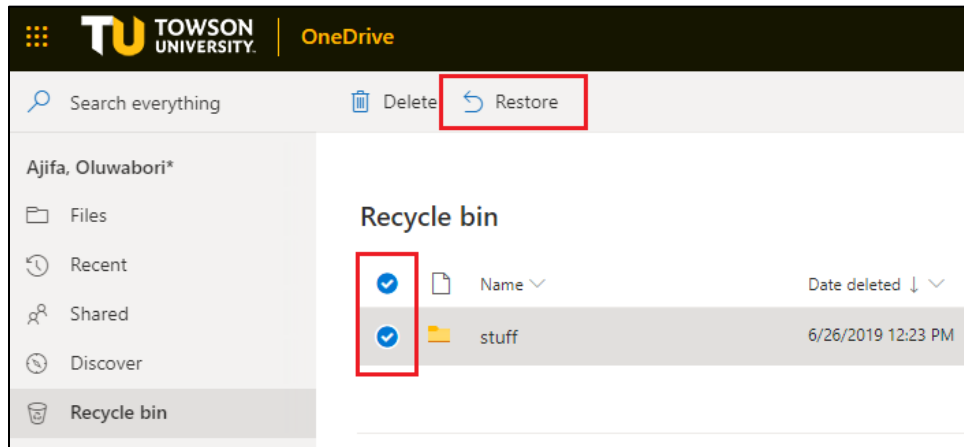 TU TOWSON UNIVERSITY. OneDrive
Search everything
Delete Restore
Ajifa, Oluwabori*
Files
Recent
Shared
Discover
Recycle bin
Recycle bin
Name Date deleted ↓
stuff 6/26/2019 12:23 PM